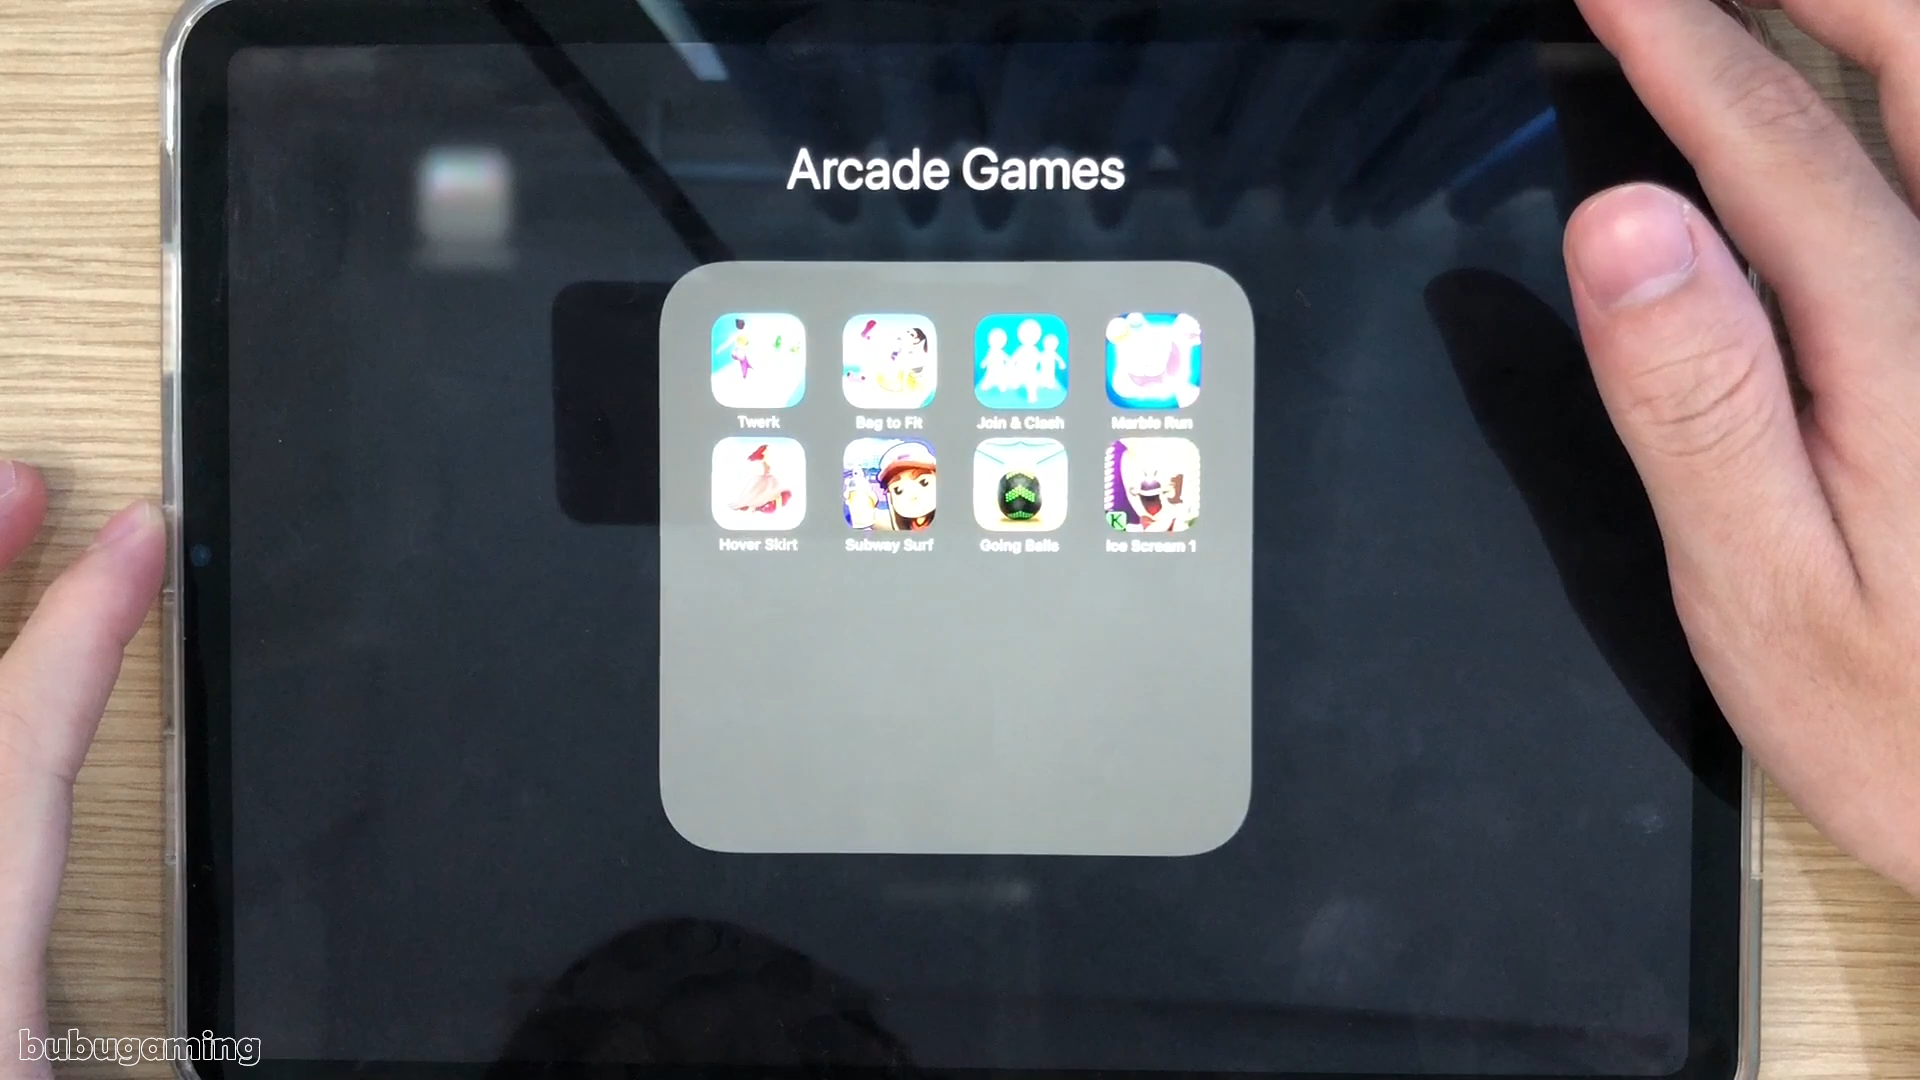 Arcade Games
Twerk
Bag to Fit
Join & Clash
Marble Run
Hover Skirt
Subway Surf
Going Balls
Ice Scream 1
K
bubugaming